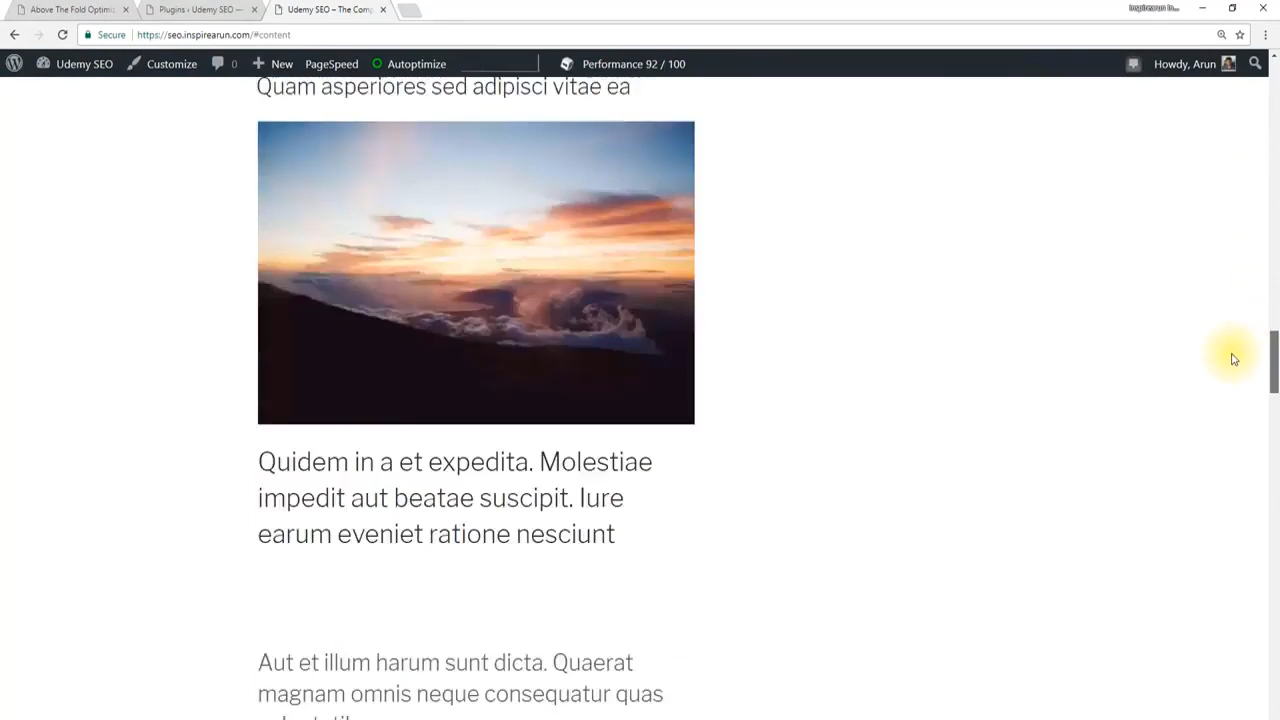 Above The Fold Optimiz
Plugins ‹ Udemy SEO —
Udemy SEO – The Comp
Inspirearun In...
Secure
https://seo.inspirearun.com/#content
Udemy SEO
Customize
0
New
PageSpeed
Autoptimize
Performance 92 / 100
Howdy, Arun
Quam asperiores sed adipisci vitae ea
Quidem in a et expedita. Molestiae
impedit aut beatae suscipit. Iure
earum eveniet ratione nesciunt
Aut et illum harum sunt dicta. Quaerat
magnam omnis neque consequatur quas